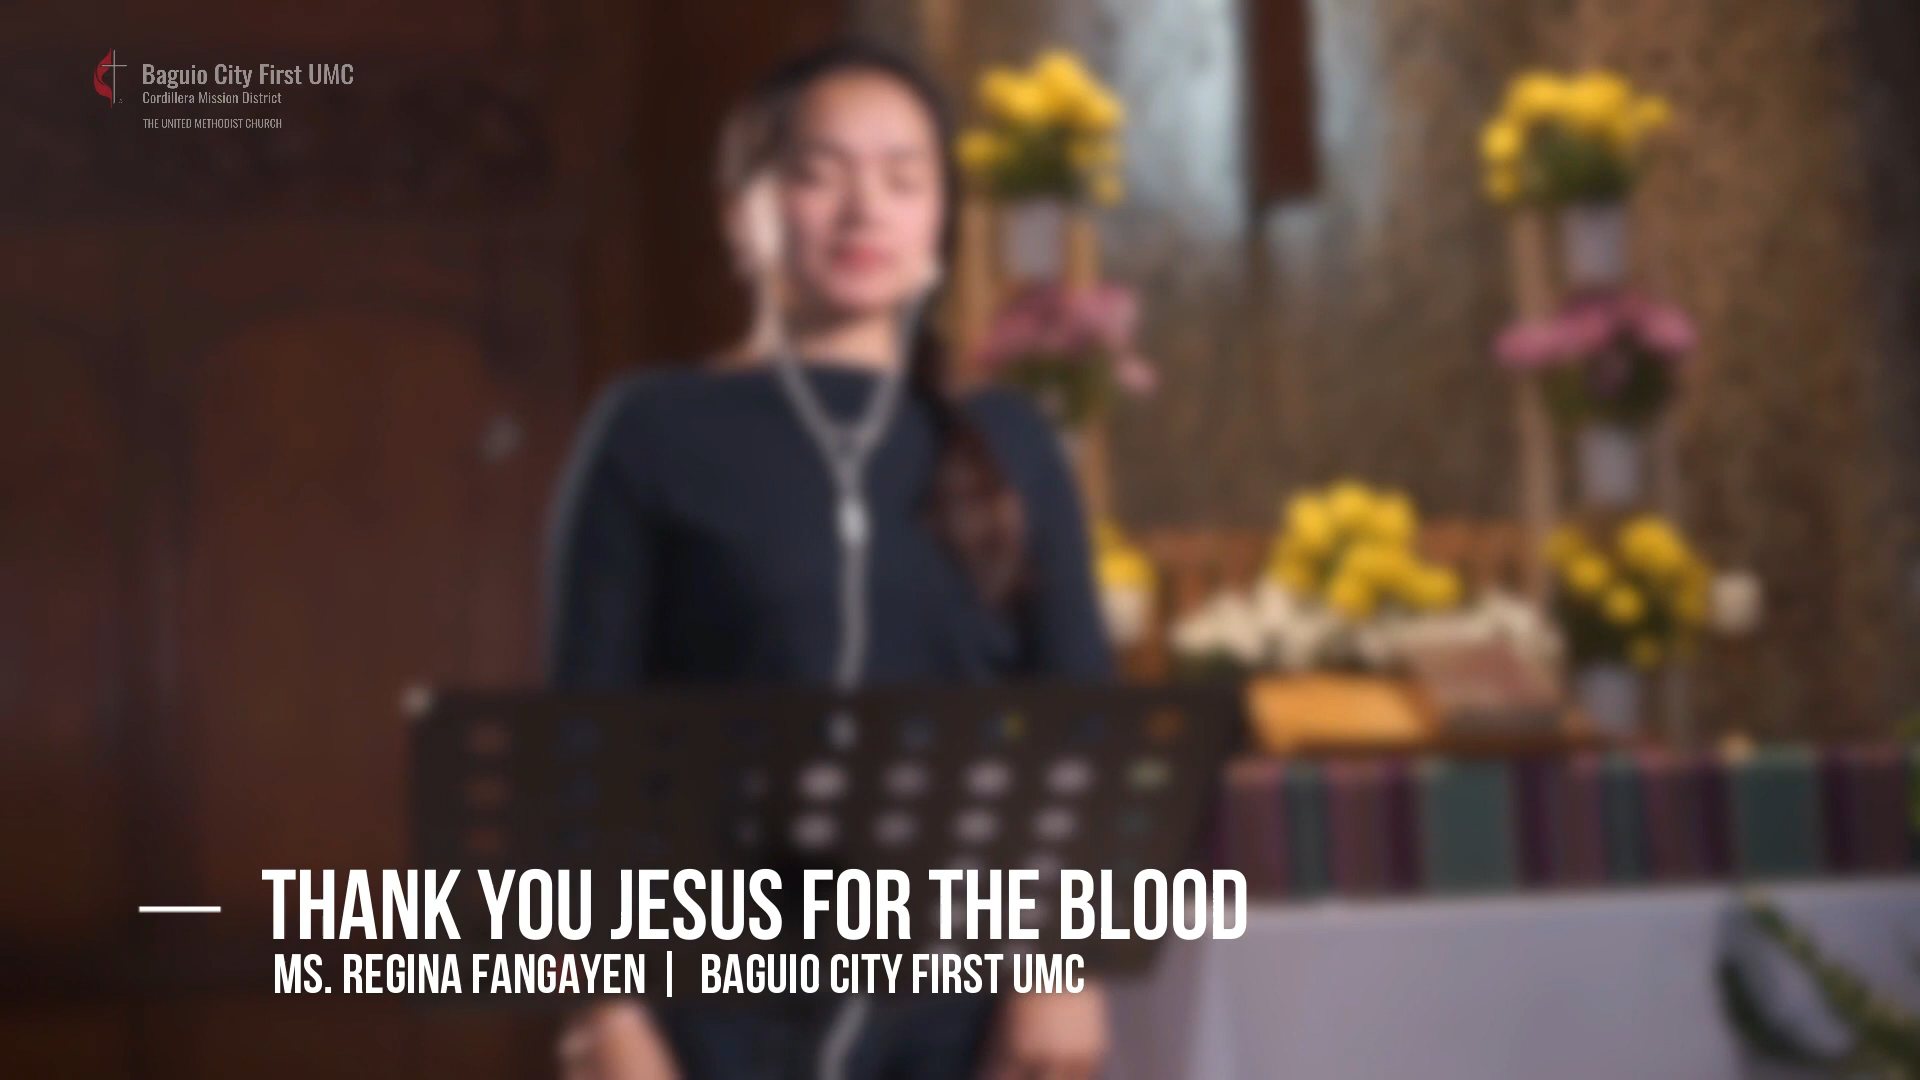 Baguio City First UMC
Cordillera Mission District
THE UNITED METHODIST CHURCH
THANK YOU JESUS FOR THE BLOOD
MS. REGINA FANGAYEN | BAGUIO CITY FIRST UMC